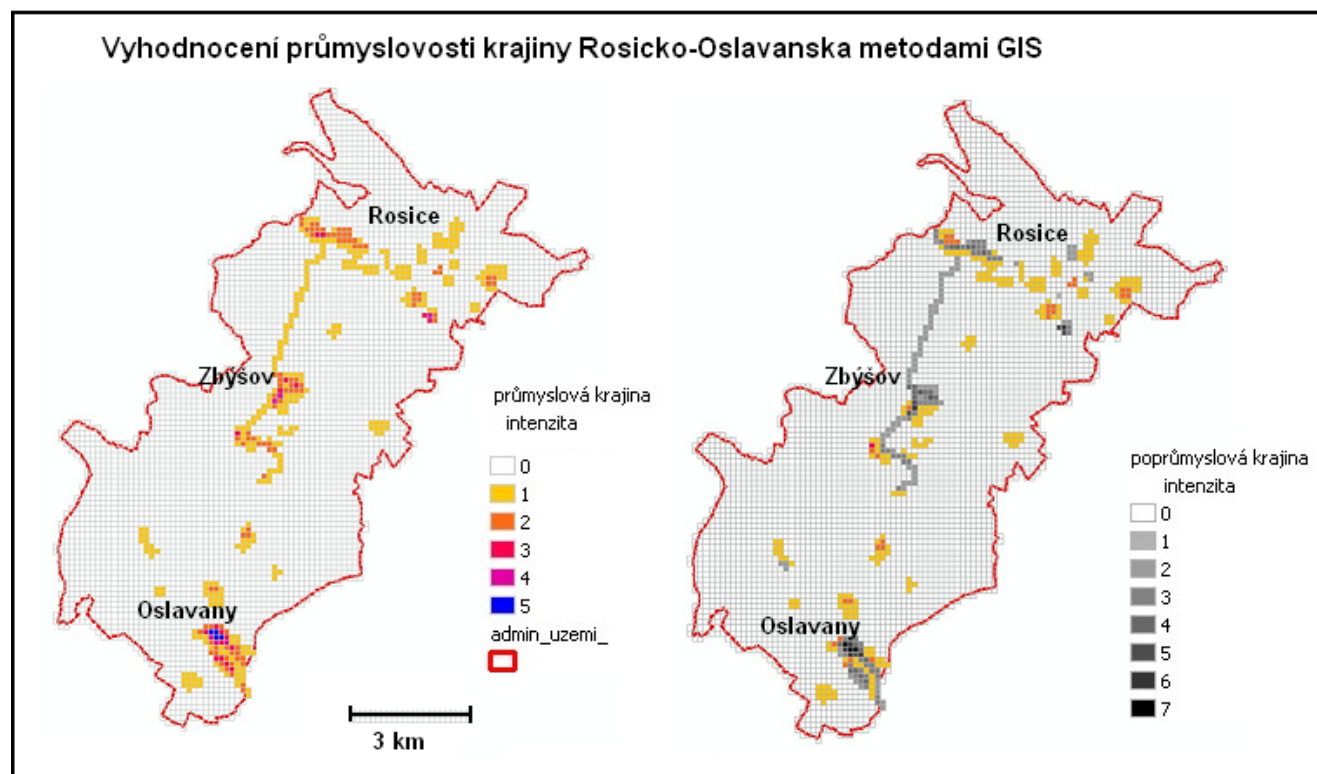 Vyhodnocení průmyslovosti krajiny Rosicko-Oslavanska metodami GIS
Rosice
Zbýšov
Oslavany
průmyslová krajina
intenzita
0
1
2
3
4
5
admin_uzemi_
3 km
Rosice
Zbýšov
Oslavany
poprůmyslová krajina
intenzita
0
1
2
3
4
5
6
7